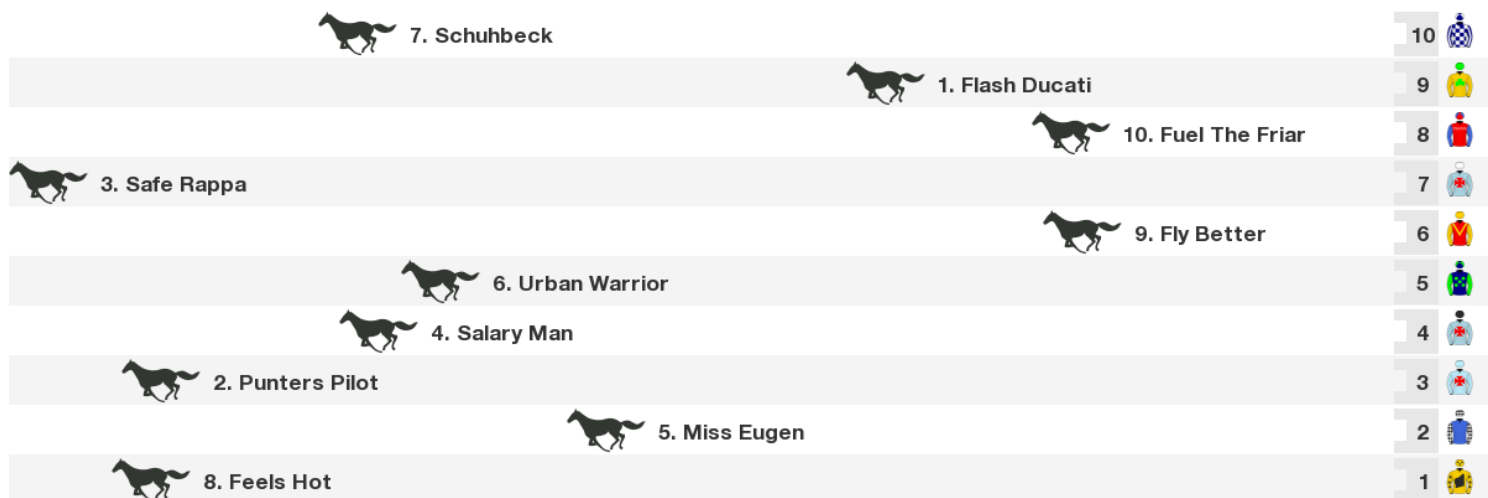 7. Schuhbeck 10
1. Flash Ducati 9
10. Fuel The Friar 8
3. Safe Rappa 7
9. Fly Better 6
6. Urban Warrior 5
4. Salary Man 4
2. Punters Pilot 3
5. Miss Eugen 2
8. Feels Hot 1